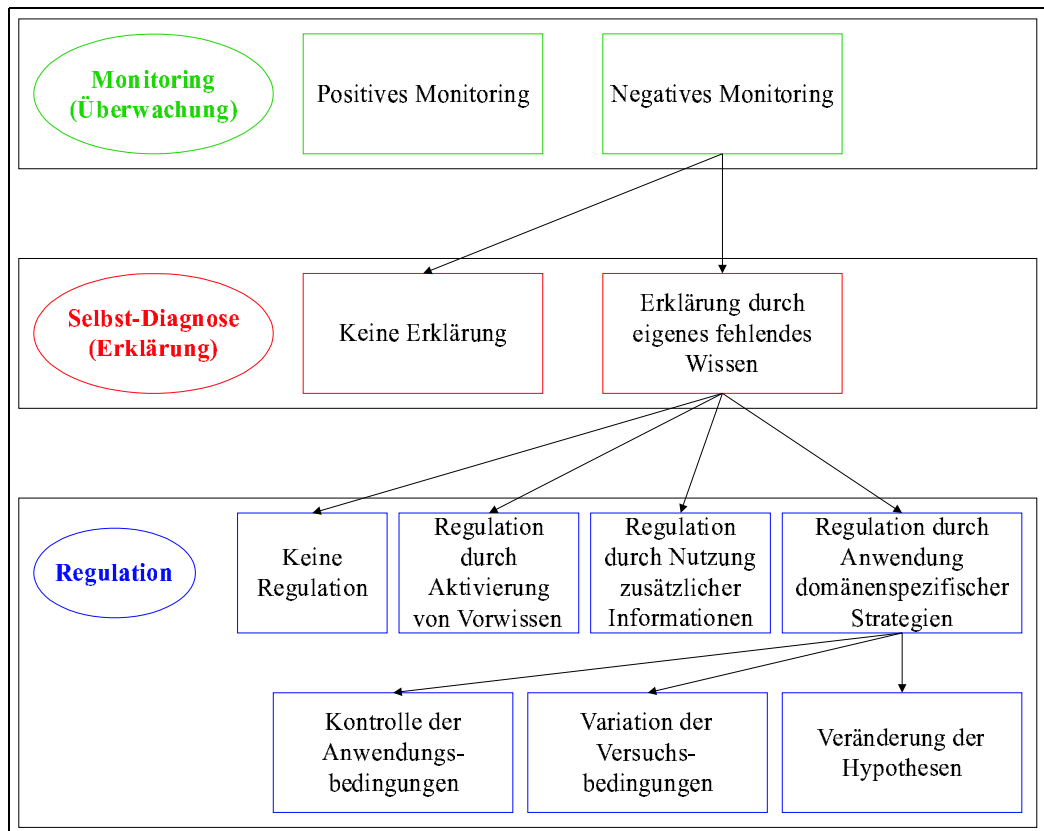 Monitoring
(Überwachung)
Positives Monitoring
Negatives Monitoring
Selbst-Diagnose
(Erklärung)
Keine Erklärung
Erklärung durch
eigenes fehlendes
Wissen
Regulation
Keine
Regulation
Regulation
durch
Aktivierung
von Vorwissen
Regulation
durch Nutzung
zusätzlicher
Informationen
Regulation durch
Anwendung
domänenspezifischer
Strategien
Kontrolle der
Anwendungs-
bedingungen
Variation der
Versuchs-
bedingungen
Veränderung der
Hypothesen